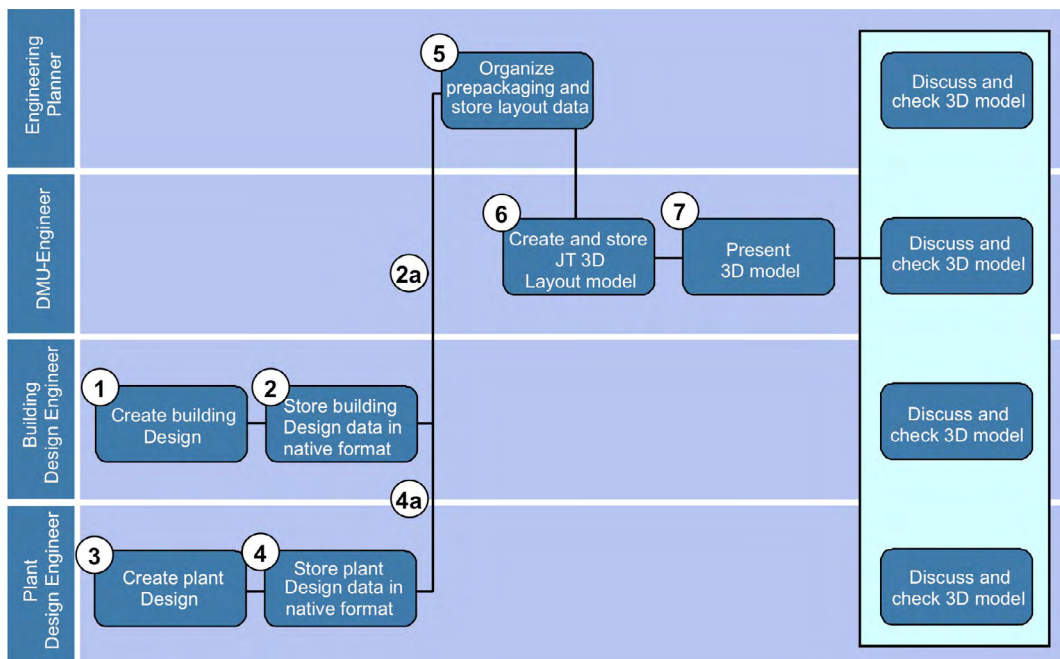 Engineering
Planner
5
Organize
prepackaging and
store layout data
Discuss and
check 3D model
DMU-Engineer
6
Create and store
JT 3D
Layout model
7
Present
3D model
Discuss and
check 3D model
2a
Building
Design Engineer
1
Create building
Design
2
Store building
Design data in
native format
Discuss and
check 3D model
4a
Plant
Design Engineer
3
Create plant
Design
4
Store plant
Design data in
native format
Discuss and
check 3D model